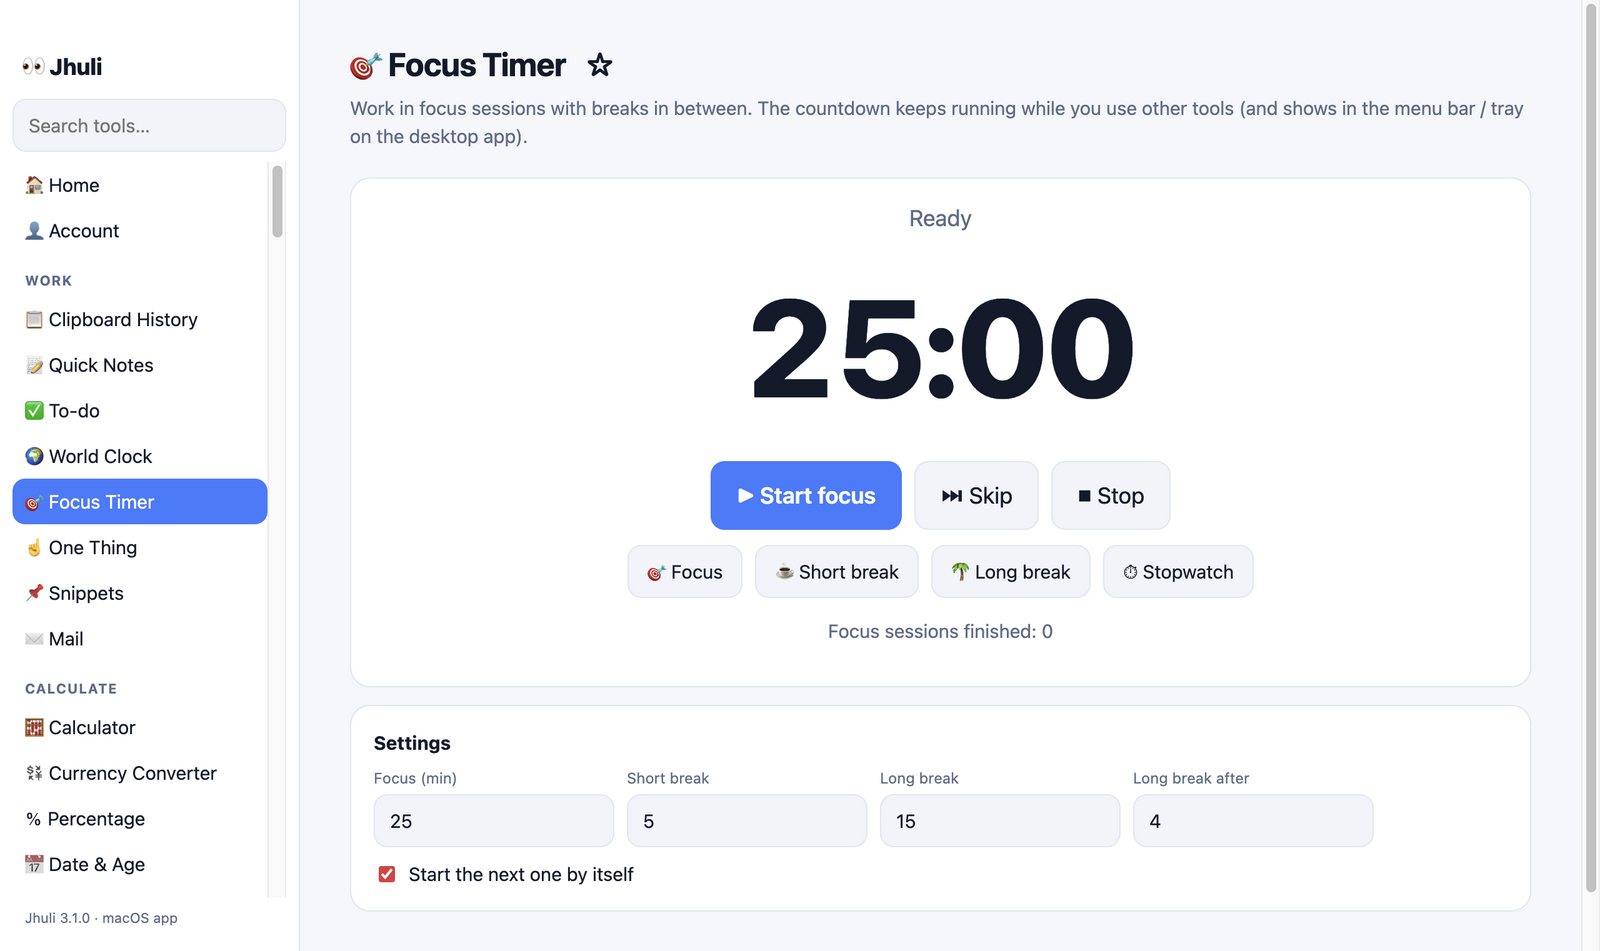 Jhuli
Search tools...
Home
Account
WORK
Clipboard History
Quick Notes
To-do
World Clock
Focus Timer
One Thing
Snippets
Mail
CALCULATE
Calculator
Currency Converter
% Percentage
Date & Age
Jhuli 3.1.0 · macOS app
Focus Timer
Work in focus sessions with breaks in between. The countdown keeps running while you use other tools (and shows in the menu bar / tray
on the desktop app).
Ready
25:00
Start focus
Skip
Stop
Focus
Short break
Long break
Stopwatch
Focus sessions finished: 0
Settings
Focus (min)
Short break
Long break
Long break after
25
5
15
4
Start the next one by itself